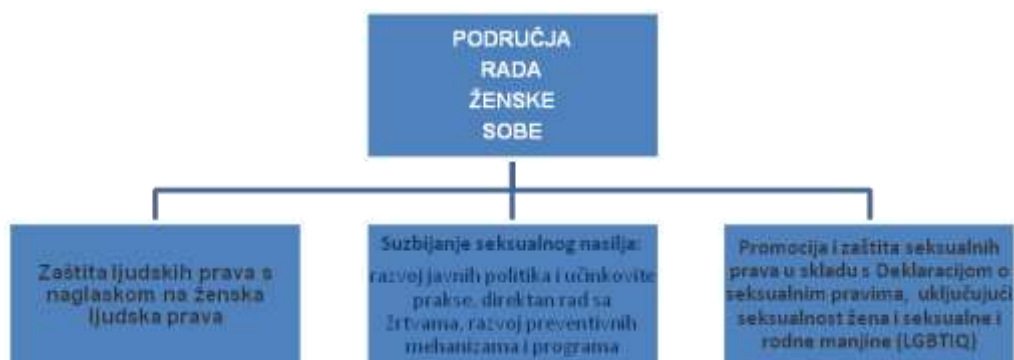 PODRUČJA
RADA
ŽENSKE
SOBE
Zaštita ljudskih prava s
naglaskom na ženska
ljudska prava
Suzbijanje seksualnog nasilja:
razvoj javnih politika i učinkovite
prakse, direktan rad sa
žrtvama, razvoj preventivnih
mehanizama i programa
Promocija i zaštita seksualnih
prava u skladu s Deklaracijom o
seksualnim pravima, uključujući
seksualnost žena i seksualne i
rodne manjine (LGBTIQ)